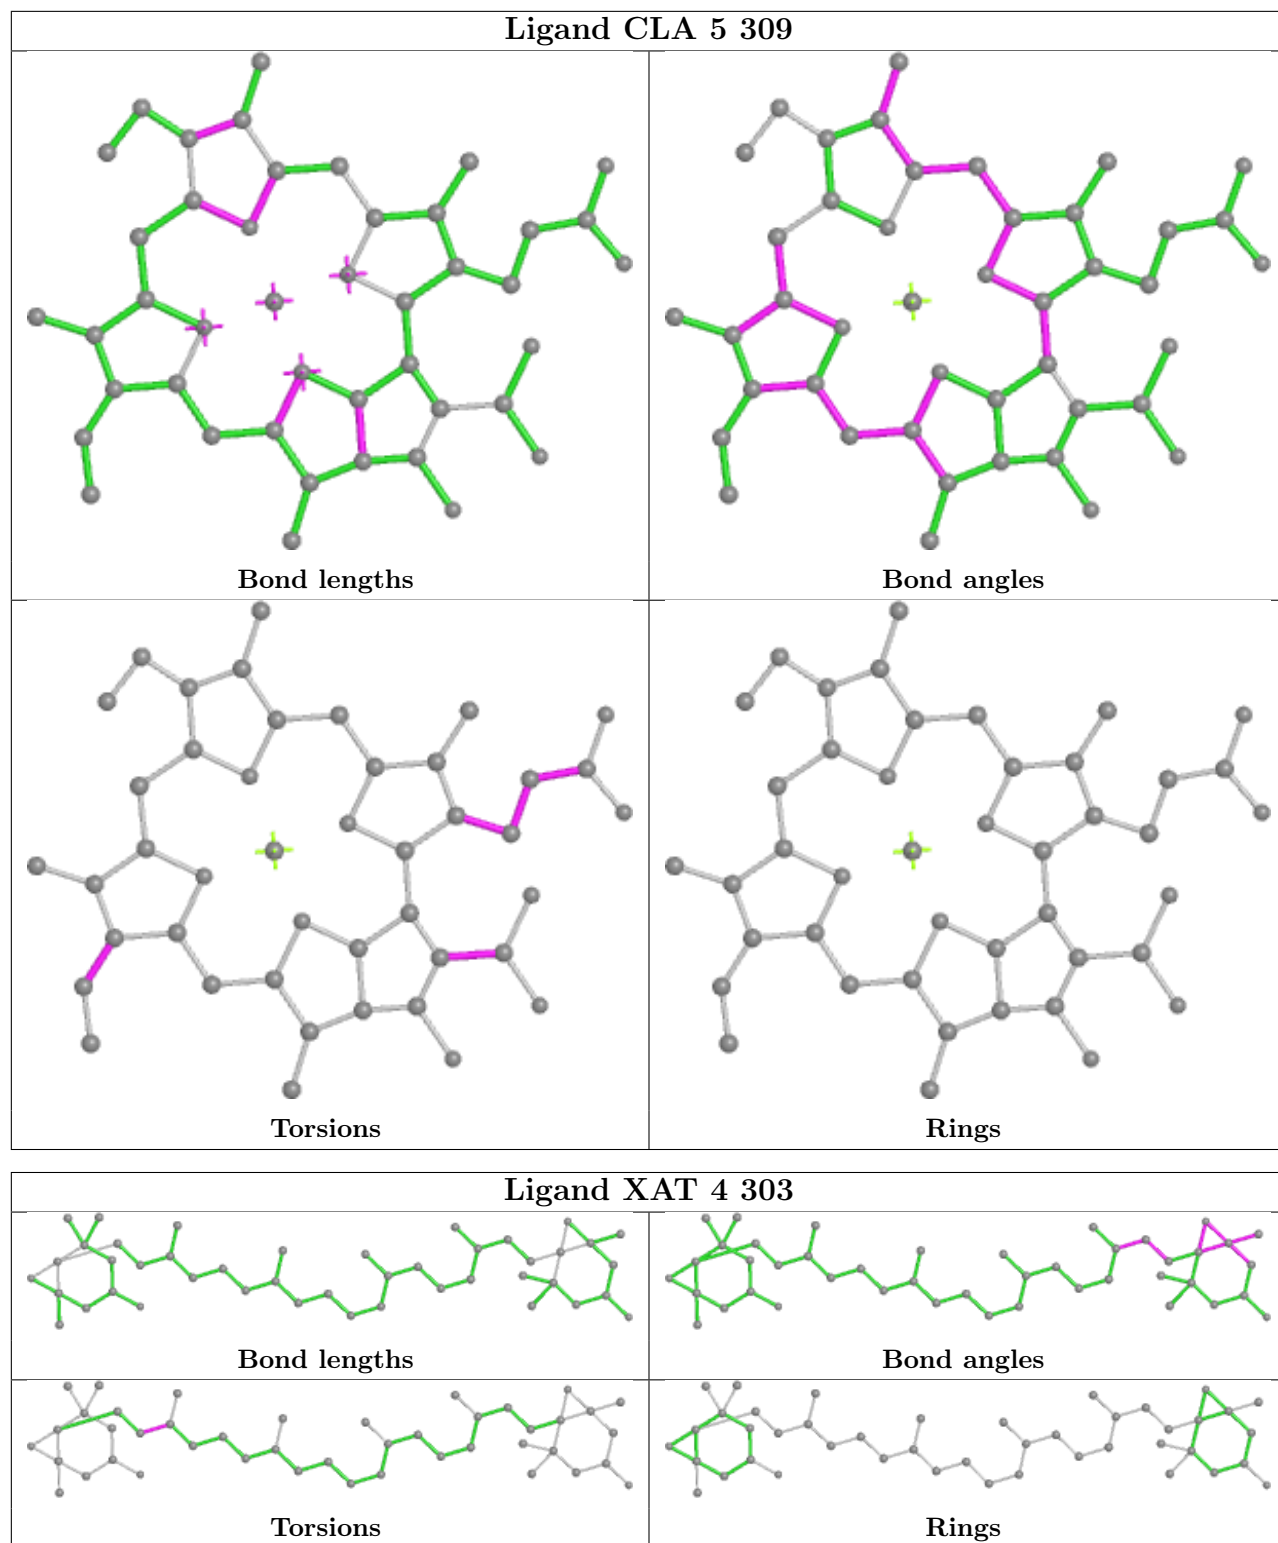 Ligand CLA 5 309
Bond lengths
Bond angles
Torsions
Rings
Ligand XAT 4 303
Bond lengths
Bond angles
Torsions
Rings